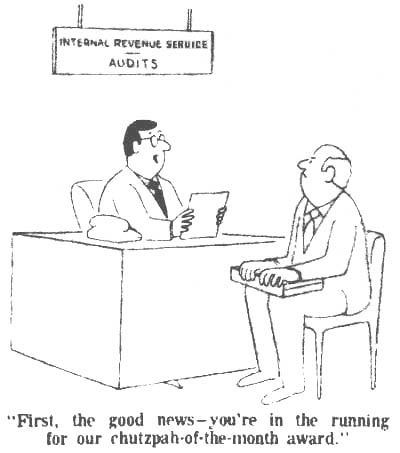 INTERNAL REVENUE SERVICE
AUDITS
"First, the good news—you're in the running
for our chutzpah-of-the-month award."